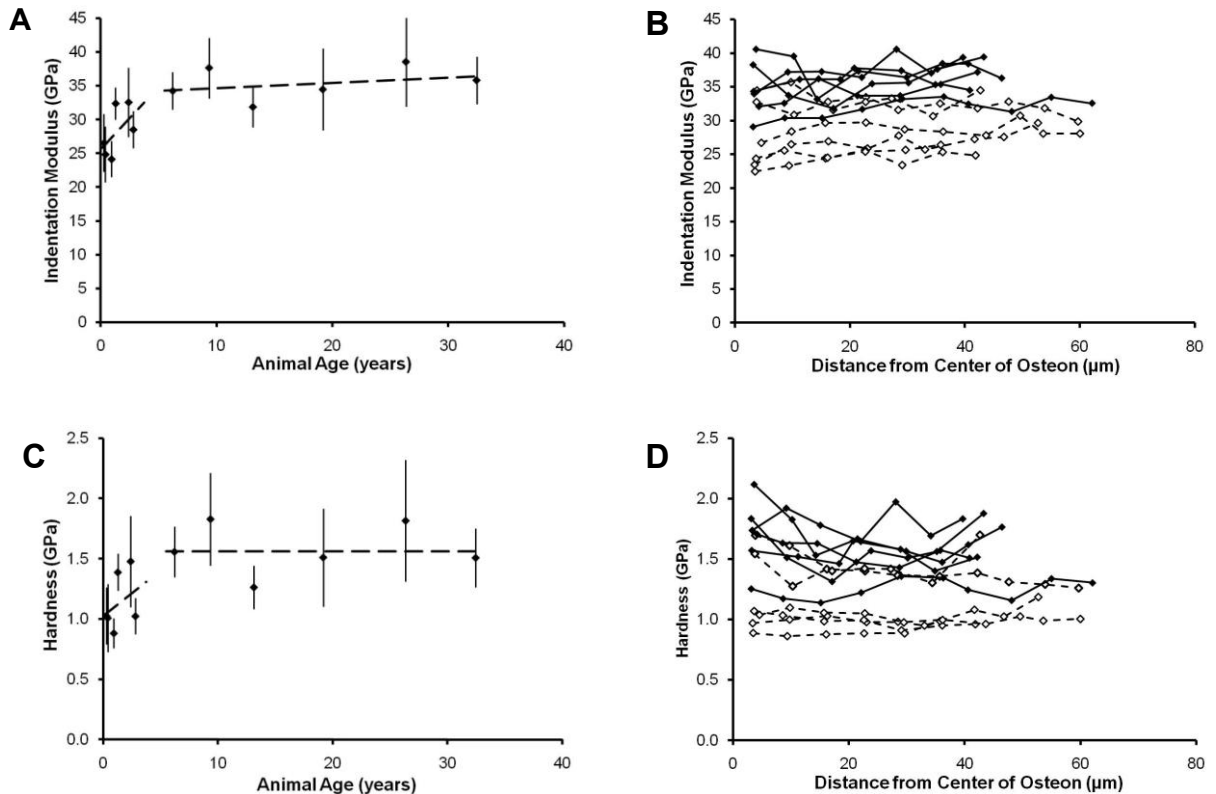 A
Indentation Modulus (GPa)
45
40
35
30
25
20
15
10
5
0
0 10 20 30 40
Animal Age (years)
B
Indentation Modulus (GPa)
45
40
35
30
25
20
15
10
5
0
0 20 40 60 80
Distance from Center of Osteon (µm)
C
Hardness (GPa)
2.5
2.0
1.5
1.0
0.5
0.0
0 10 20 30 40
Animal Age (years)
D
Hardness (GPa)
2.5
2.0
1.5
1.0
0.5
0.0
0 20 40 60 80
Distance from Center of Osteon (µm)